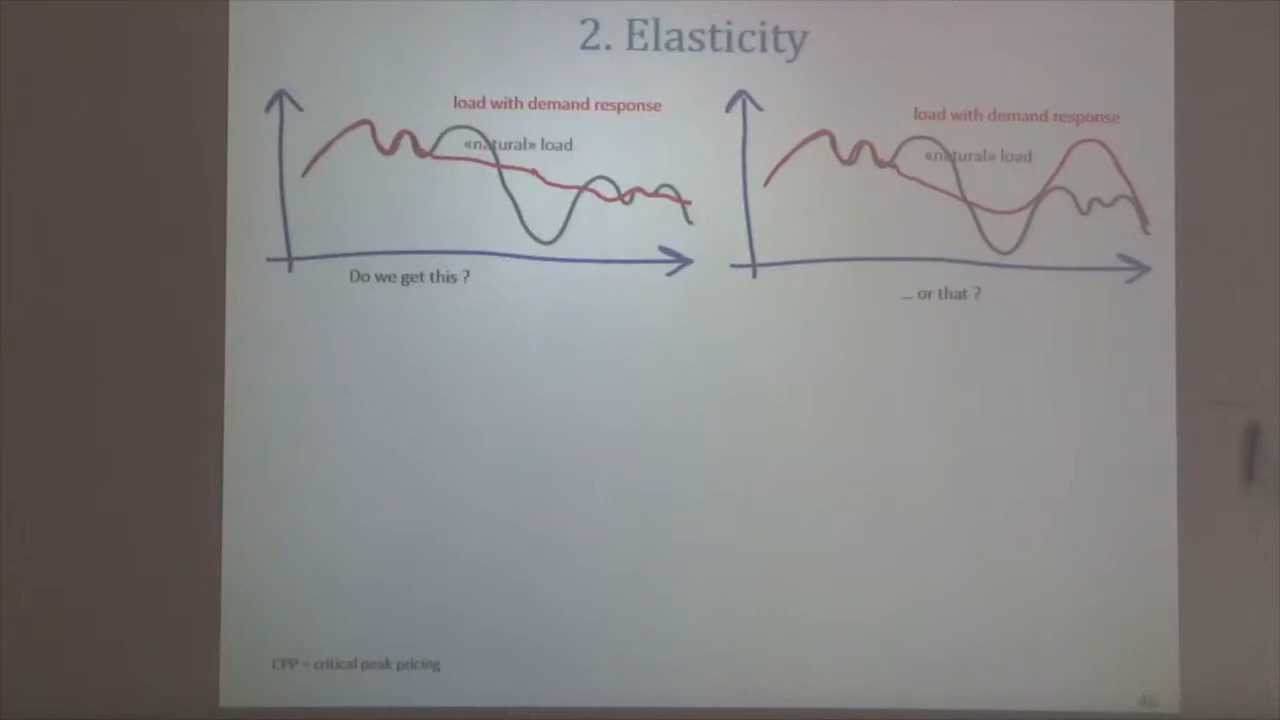 2. Elasticity
load with demand response
«natural» load
Do we get this ?
load with demand response
«natural» load
... or that ?
CPP = critical peak pricing
46